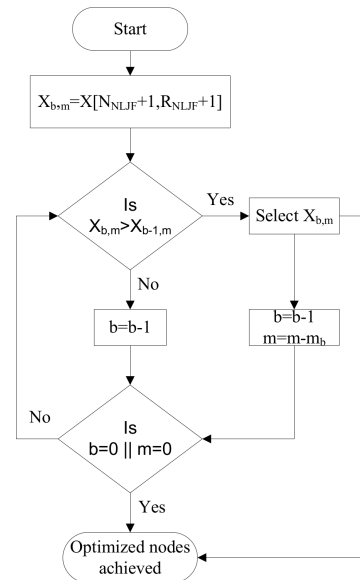 Start
X_b,m=X[N_NLJF+1,R_NLJF+1]
Is
X_b,m>X_b-1,m
Yes
Select X_b,m
No
b=b-1
b=b-1
m=m-m_b
No
Is
b=0 || m=0
Yes
Optimized nodes
achieved